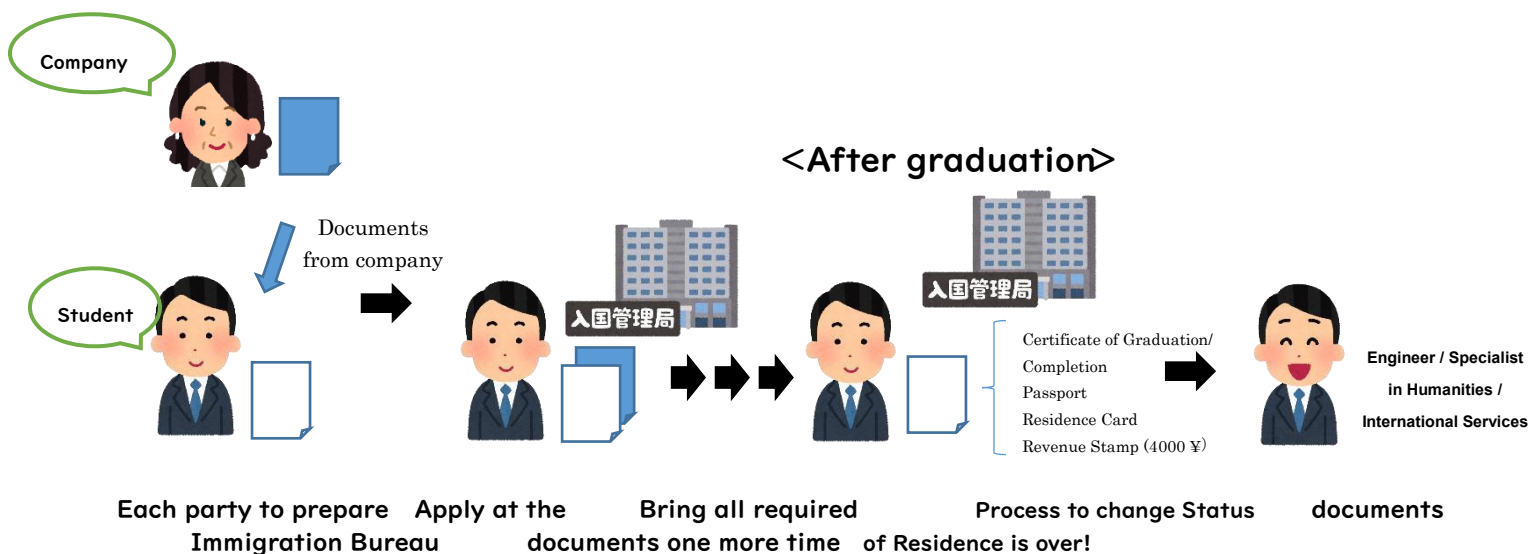 Company
<After graduation>
Documents
from company
Student
入国管理局
入国管理局
Certificate of Graduation/
Completion
Passport
Residence Card
Revenue Stamp (4000 ¥)
Engineer / Specialist
in Humanities /
International Services
Each party to prepare Apply at the Bring all required Process to change Status documents
Immigration Bureau documents one more time of Residence is over!